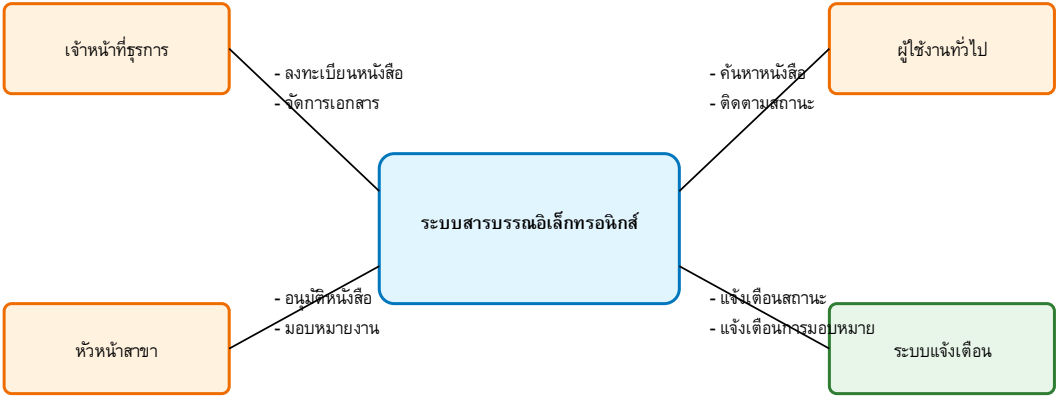 เจ้าหน้าที่ธุรการ
ผู้ใช้งานทั่วไป
- ลงทะเบียนหนังสือ
- จัดการเอกสาร
- ค้นหาหนังสือ
- ติดตามสถานะ
ระบบสารบรรณอิเล็กทรอนิกส์
- อนุมัติหนังสือ
- มอบหมายงาน
- แจ้งเตือนสถานะ
- แจ้งเตือนการมอบหมาย
หัวหน้าสาขา
ระบบแจ้งเตือน